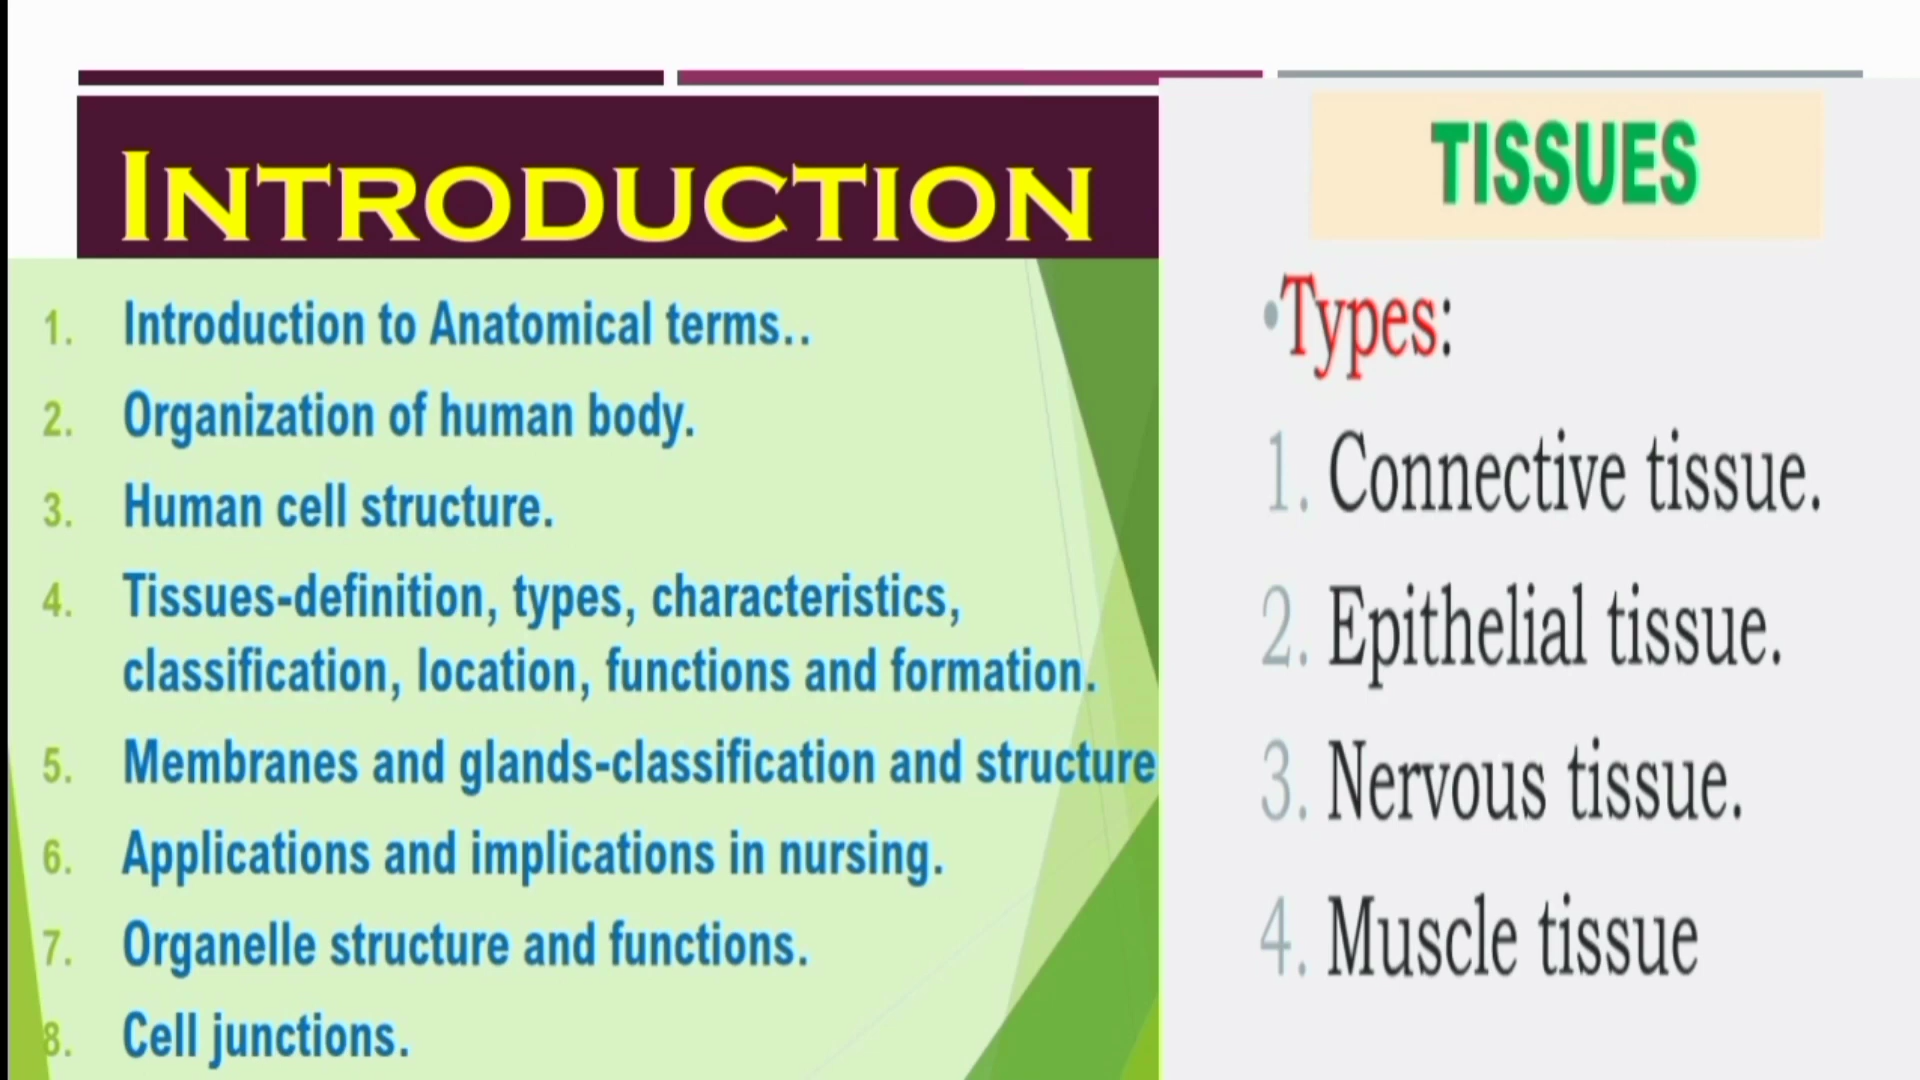 INTRODUCTION
1. Introduction to Anatomical terms..
2. Organization of human body.
3. Human cell structure.
4. Tissues-definition, types, characteristics,
classification, location, functions and formation.
5. Membranes and glands-classification and structure
6. Applications and implications in nursing.
7. Organelle structure and functions.
8. Cell junctions.
TISSUES
•Types:
1. Connective tissue.
2. Epithelial tissue.
3. Nervous tissue.
4. Muscle tissue